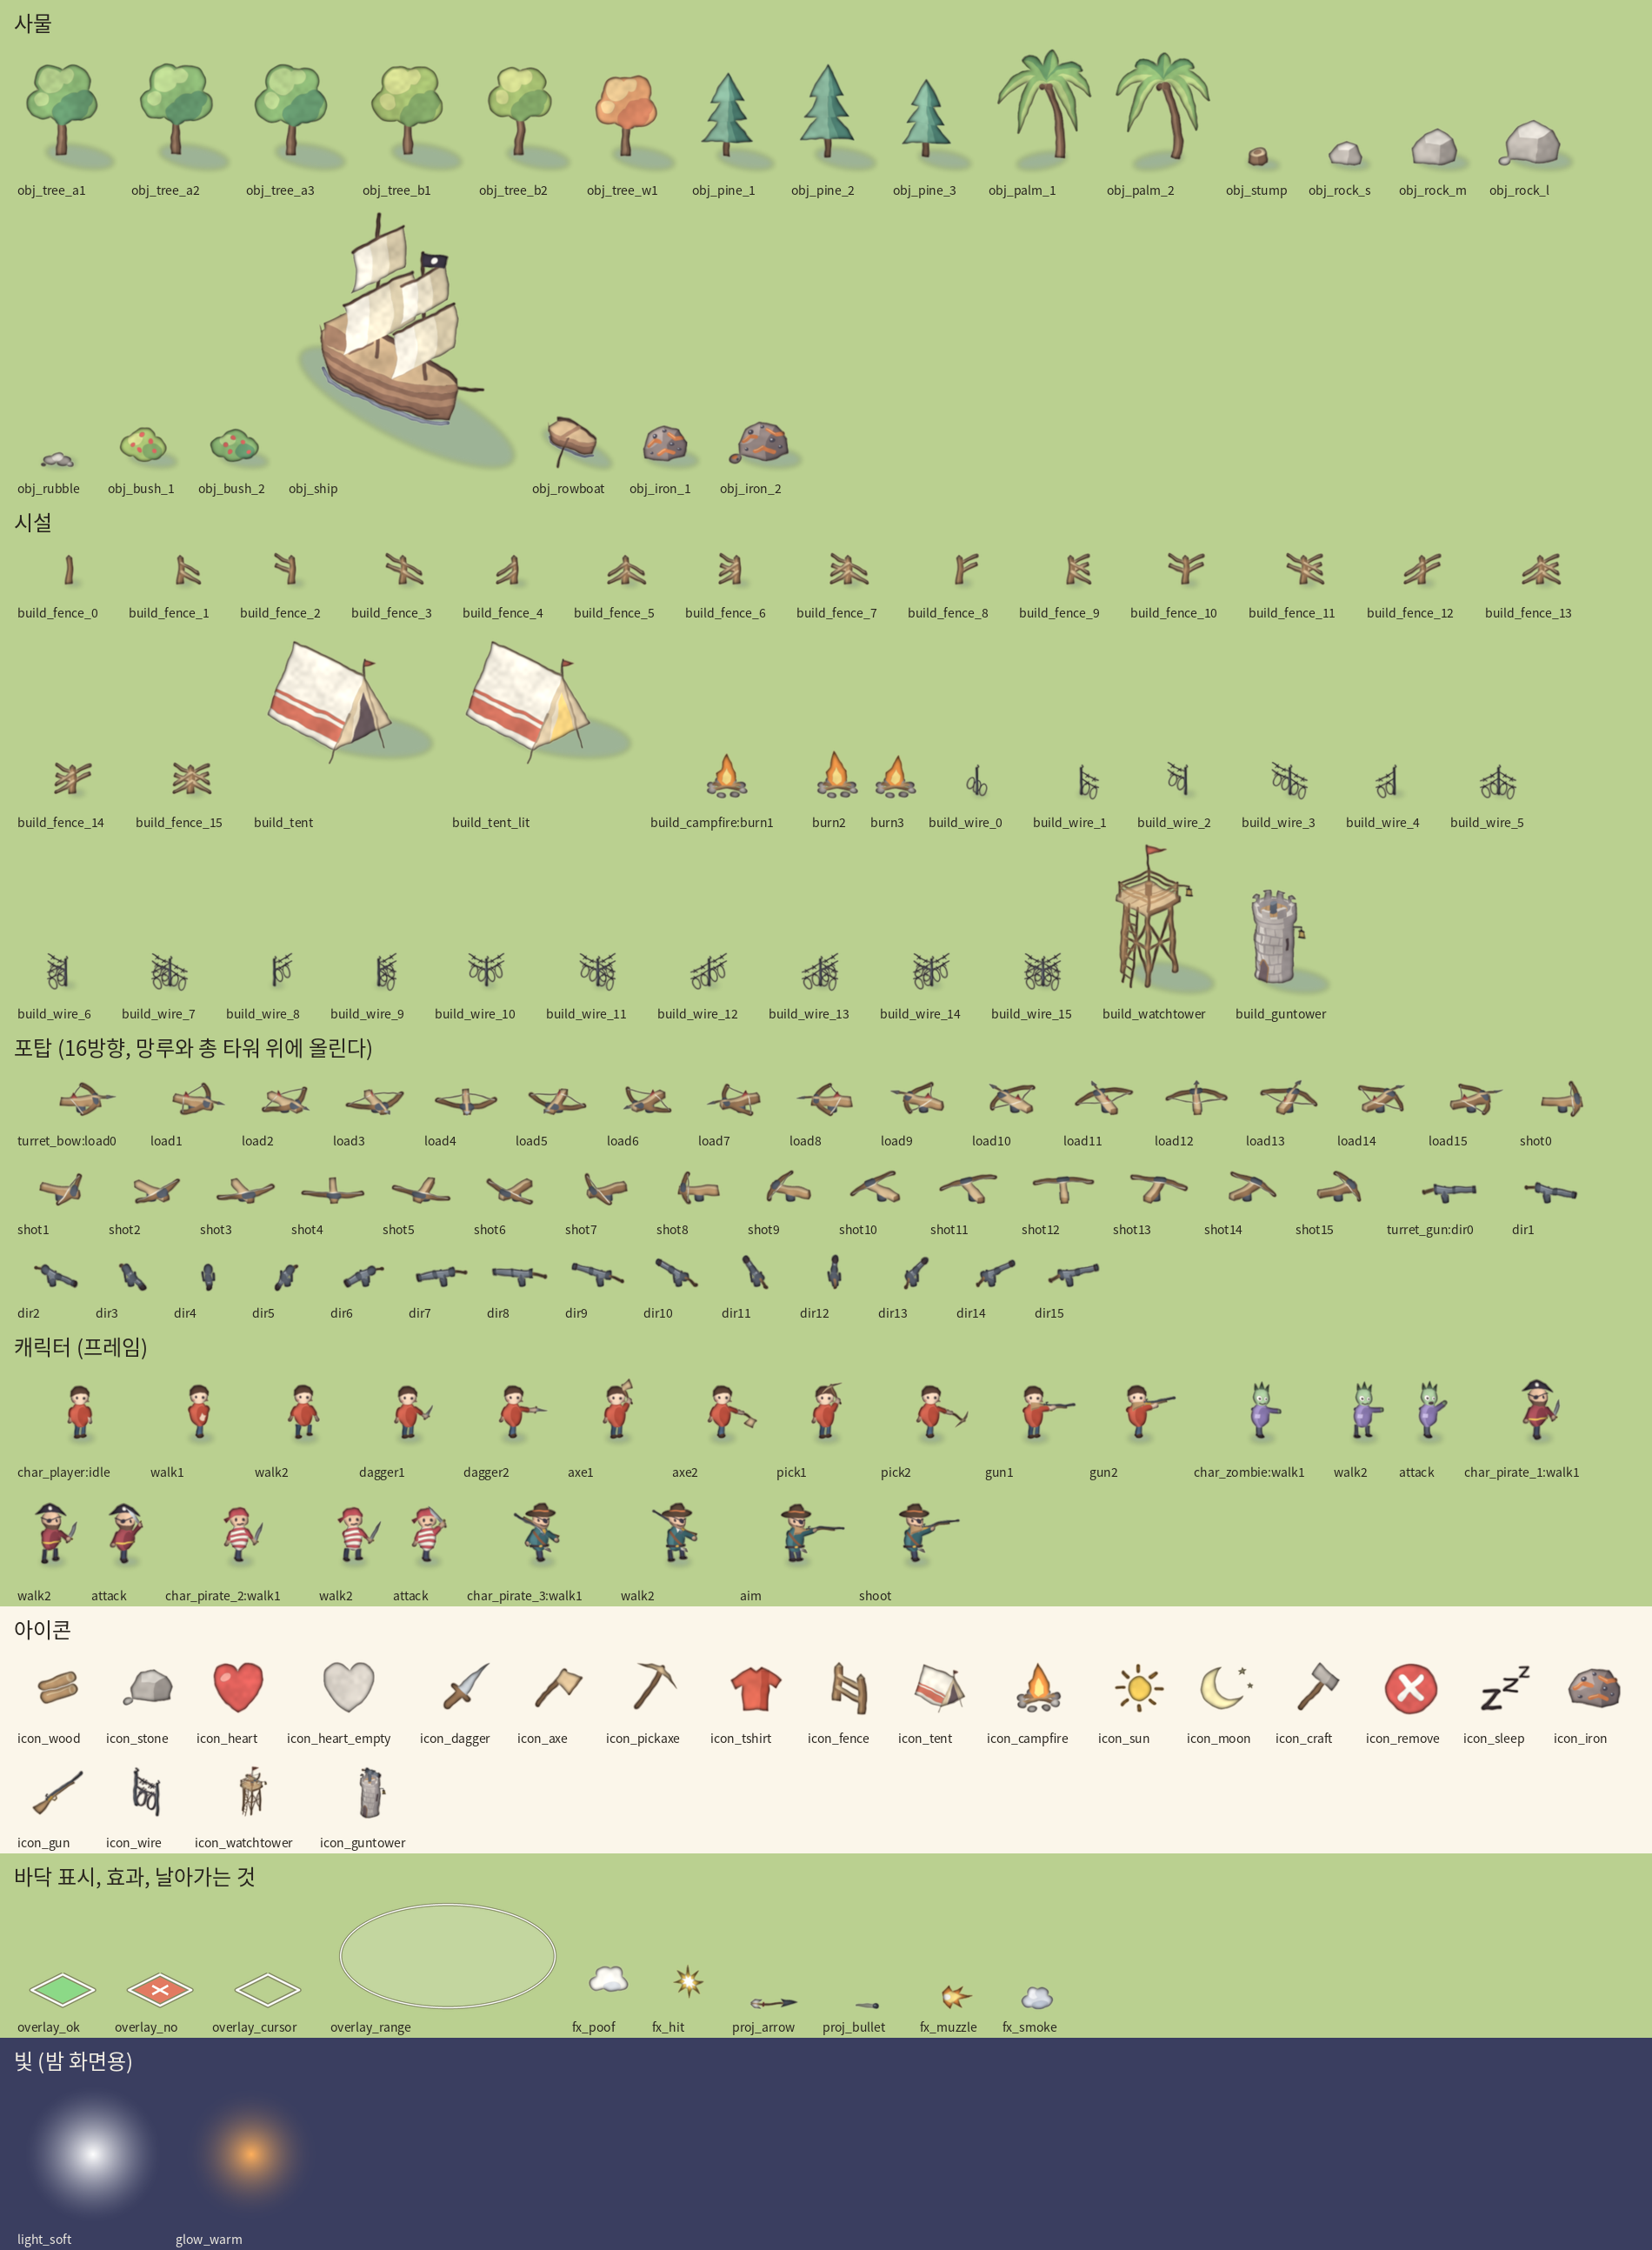 사물
obj_tree_a1 obj_tree_a2 obj_tree_a3 obj_tree_b1 obj_tree_b2 obj_tree_w1 obj_pine_1 obj_pine_2 obj_pine_3 obj_palm_1 obj_palm_2 obj_stump obj_rock_s obj_rock_m obj_rock_l
obj_rubble obj_bush_1 obj_bush_2 obj_ship obj_rowboat obj_iron_1 obj_iron_2
시설
build_fence_0 build_fence_1 build_fence_2 build_fence_3 build_fence_4 build_fence_5 build_fence_6 build_fence_7 build_fence_8 build_fence_9 build_fence_10 build_fence_11 build_fence_12 build_fence_13
build_fence_14 build_fence_15 build_tent build_tent_lit build_campfire:burn1 burn2 burn3 build_wire_0 build_wire_1 build_wire_2 build_wire_3 build_wire_4 build_wire_5
build_wire_6 build_wire_7 build_wire_8 build_wire_9 build_wire_10 build_wire_11 build_wire_12 build_wire_13 build_wire_14 build_wire_15 build_watchtower build_guntower
포탑 (16방향, 망루와 총 타워 위에 올린다)
turret_bow:load0 load1 load2 load3 load4 load5 load6 load7 load8 load9 load10 load11 load12 load13 load14 load15 shot0
shot1 shot2 shot3 shot4 shot5 shot6 shot7 shot8 shot9 shot10 shot11 shot12 shot13 shot14 shot15 turret_gun:dir0 dir1
dir2 dir3 dir4 dir5 dir6 dir7 dir8 dir9 dir10 dir11 dir12 dir13 dir14 dir15
캐릭터 (프레임)
char_player:idle walk1 walk2 dagger1 dagger2 axe1 axe2 pick1 pick2 gun1 gun2 char_zombie:walk1 walk2 attack char_pirate_1:walk1
walk2 attack char_pirate_2:walk1 walk2 attack char_pirate_3:walk1 walk2 aim shoot
아이콘
icon_wood icon_stone icon_heart icon_heart_empty icon_dagger icon_axe icon_pickaxe icon_tshirt icon_fence icon_tent icon_campfire icon_sun icon_moon icon_craft icon_remove icon_sleep icon_iron
icon_gun icon_wire icon_watchtower icon_guntower
바닥 표시, 효과, 날아가는 것
overlay_ok overlay_no overlay_cursor overlay_range fx_poof fx_hit proj_arrow proj_bullet fx_muzzle fx_smoke
빛 (밤 화면용)
light_soft glow_warm